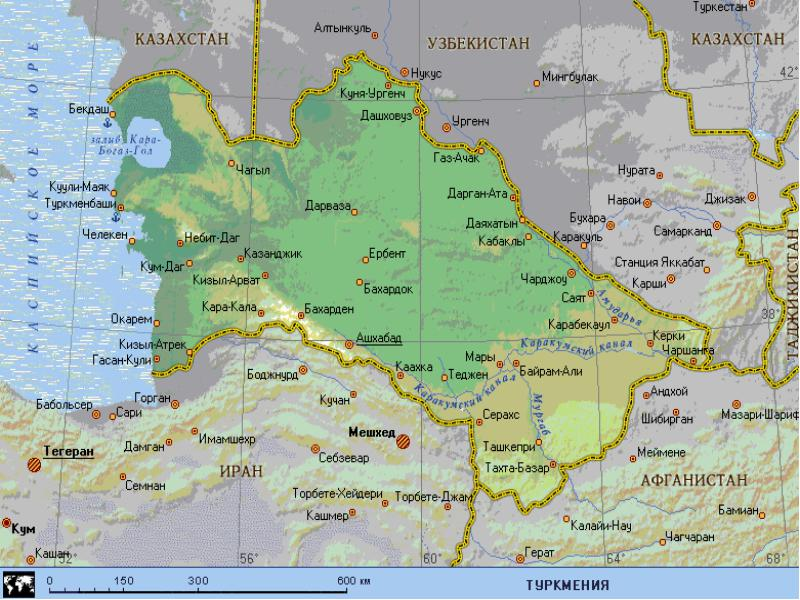 Туркестан
Алтынкуль
КАЗАХСТАН
УЗБЕКИСТАН
КАЗАХСТАН
Нукус
Мингбулак
42°
Куня-Ургенч
Бекдаш
Дашховуз
Ургенч
залив Кара-
Богаз-Гол
Газ-Ачак
Чагыл
Нурата
Куули-Маяк
Дарган-Ата
Навои
Джизак
Туркменбаши
Дарваза
Бухара
Даяхатын
Самарканд
Челекен
Небит-Даг
Кабаклы
Каракуль
КАСПИЙСКОЕ МОРЕ
Казанджик
Ербент
Кум-Даг
Станция Яккабат
Кизыл-Арват
Чарджоу
Карши
Бахардок
Саят
ТАДЖИКИСТАН
Амударья
Кара-Кала
Бахарден
38°
Окарем
Карабекаул
Керки
Ашхабад
Каракумский канал
Кизыл-Атрек
Чаршанга
Гасан-Кули
Мары
Каахка
Байрам-Али
Боджнурд
Теджен
Каракумский канал
Андхой
Горган
Кучан
Бабольсер
Сари
Мургаб
Серахс
Шибирган
Мазари-Шариф
Мешхед
Имамшехр
Дамган
Ташкепри
Тегеран
Себзевар
Меймене
Тахта-Базар
ИРАН
АФГАНИСТАН
Семнан
Торбете-Хейдери
Торбете-Джам
Кашмер
Бамиан
Кум
Калайи-Нау
Чагчаран
Кашан
52°
56°
60°
Герат
64°
68°
0
150
300
600 км
ТУРКМЕНИЯ